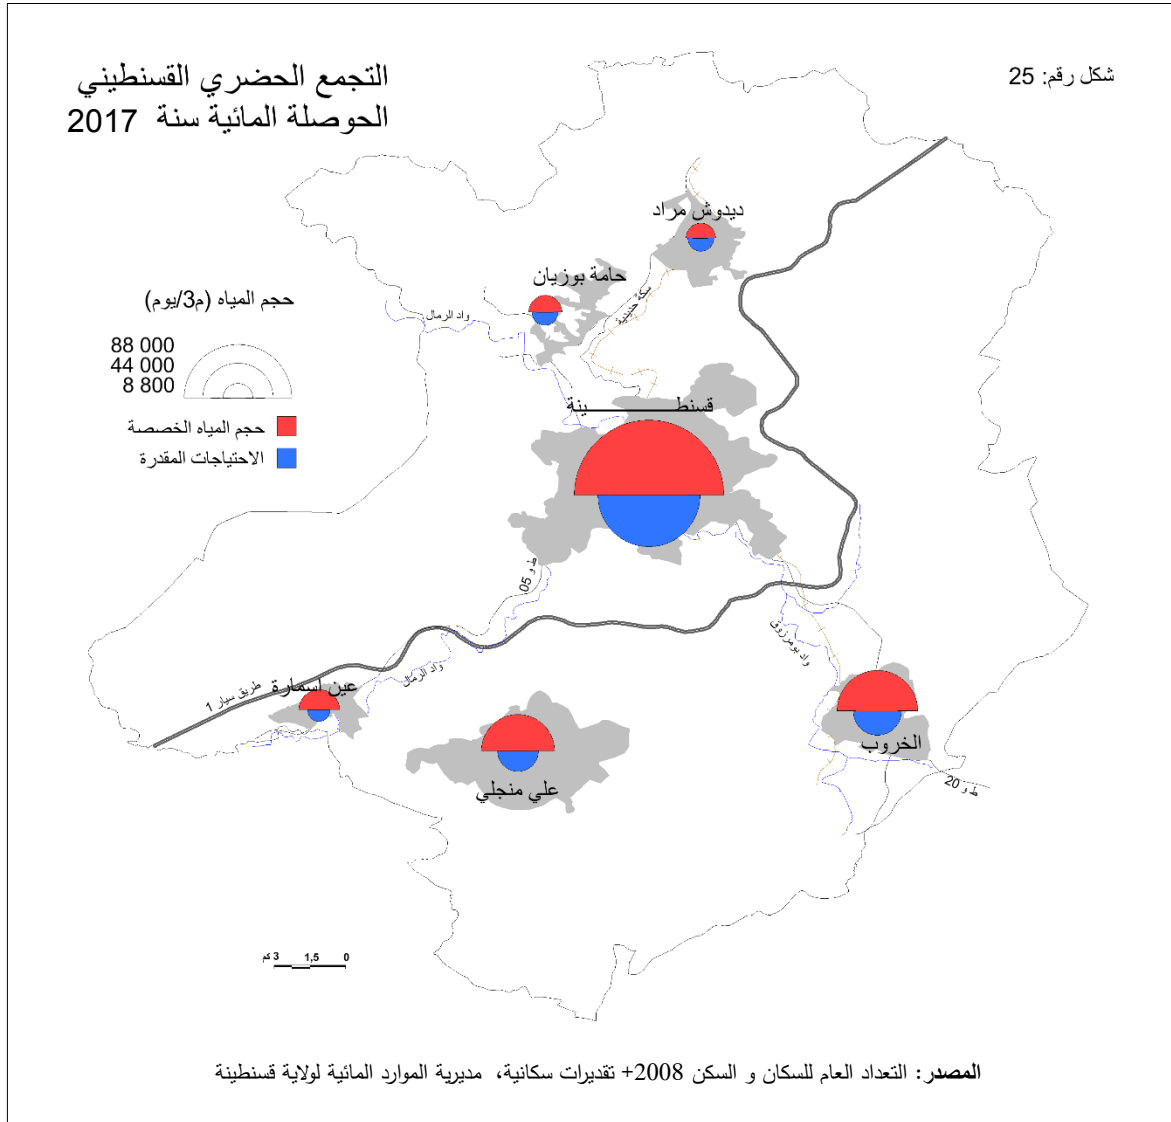 شكل رقم: 25
التجمع الحضري القسنطيني
الحوصلة المائية سنة 2017
ديدوش مراد
حامة بوزيان
سكة حديدية
واد الرمال
حجم المياه (م3/يوم)
88 000
44 000
8 800
حجم المياه الخصصة
الاحتياجات المقدرة
قسنطـــــــــــــينة
ط و 05
واد بومرزوق
واد الرمال
عين اسمارة
طريق سيار 1
الخروب
علي منجلي
ط و 20
3 كم 1,5 0
المصدر: التعداد العام للسكان و السكن 2008+ تقديرات سكانية، مديرية الموارد المائية لولاية قسنطينة